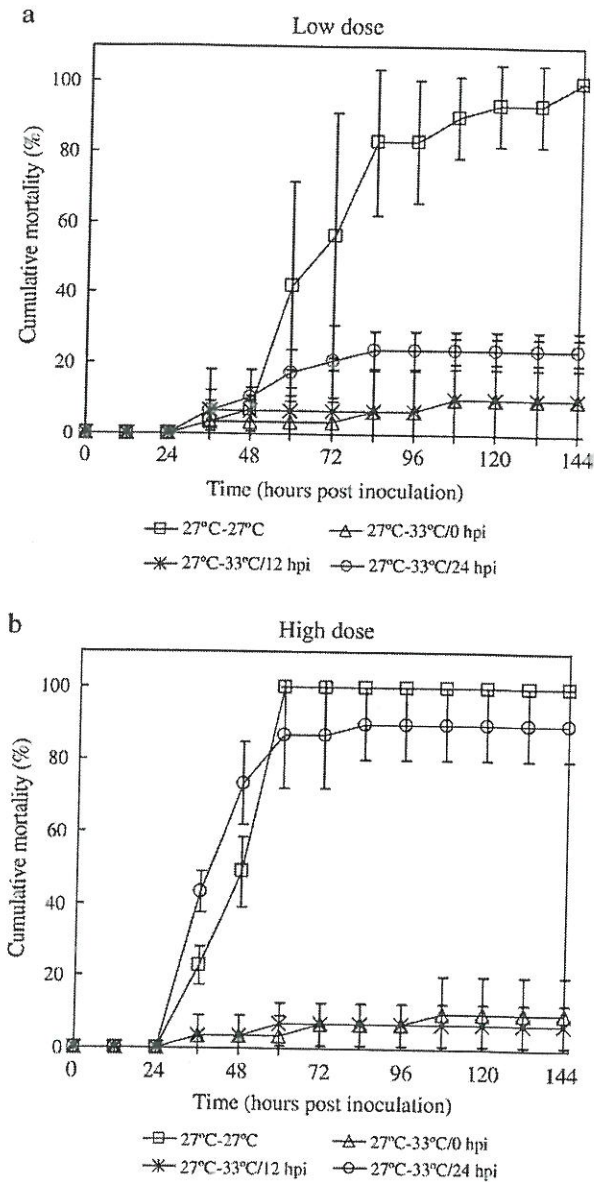 a
Low dose
100
80
60
40
20
0
Cumulative mortality (%)
0 24 48 72 96 120 144
Time (hours post inoculation)
27°C-27°C 27°C-33°C/0 hpi
27°C-33°C/12 hpi 27°C-33°C/24 hpi
b
High dose
100
80
60
40
20
0
Cumulative mortality (%)
0 24 48 72 96 120 144
Time (hours post inoculation)
27°C-27°C 27°C-33°C/0 hpi
27°C-33°C/12 hpi 27°C-33°C/24 hpi